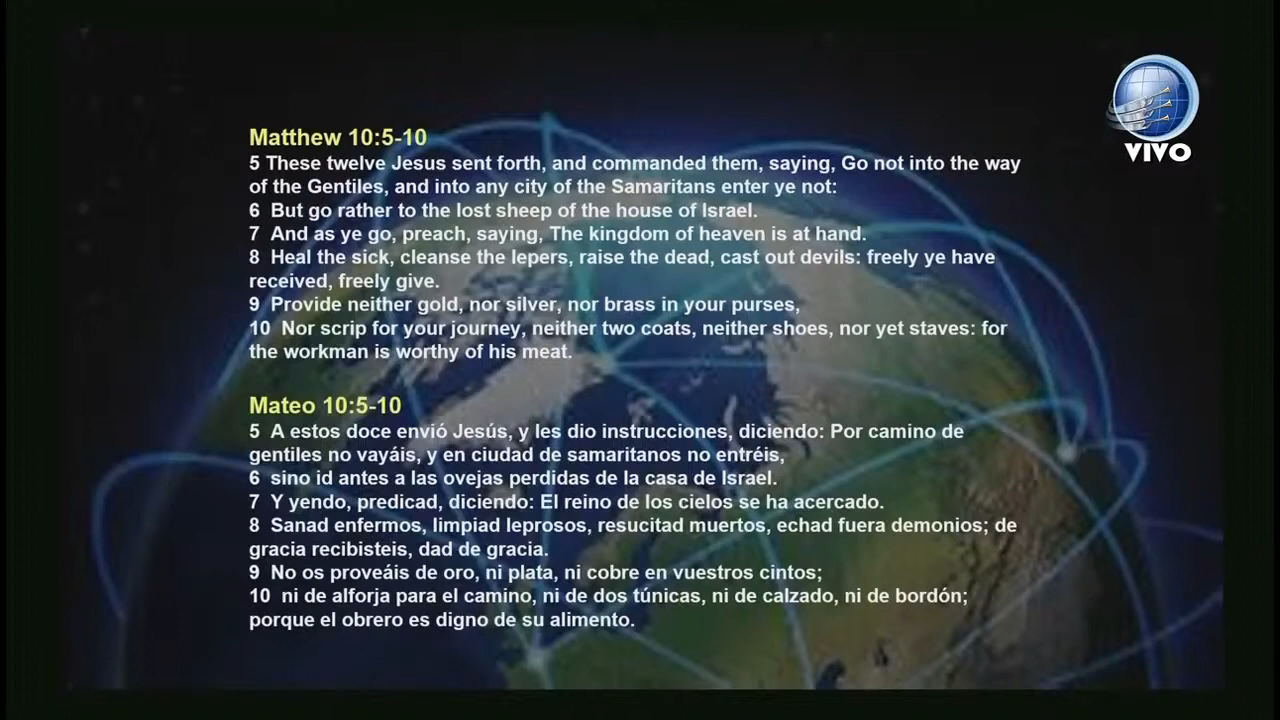 VIVO
Matthew 10:5-10
5 These twelve Jesus sent forth, and commanded them, saying, Go not into the way
of the Gentiles, and into any city of the Samaritans enter ye not:
6 But go rather to the lost sheep of the house of Israel.
7 And as ye go, preach, saying, The kingdom of heaven is at hand.
8 Heal the sick, cleanse the lepers, raise the dead, cast out devils: freely ye have
received, freely give.
9 Provide neither gold, nor silver, nor brass in your purses,
10 Nor scrip for your journey, neither two coats, neither shoes, nor yet staves: for
the workman is worthy of his meat.
Mateo 10:5-10
5 A estos doce envió Jesús, y les dio instrucciones, diciendo: Por camino de
gentiles no vayáis, y en ciudad de samaritanos no entréis,
6 sino id antes a las ovejas perdidas de la casa de Israel.
7 Y yendo, predicad, diciendo: El reino de los cielos se ha acercado.
8 Sanad enfermos, limpiad leprosos, resucitad muertos, echad fuera demonios; de
gracia recibisteis, dad de gracia.
9 No os proveáis de oro, ni plata, ni cobre en vuestros cintos;
10 ni de alforja para el camino, ni de dos túnicas, ni de calzado, ni de bordón;
porque el obrero es digno de su alimento.